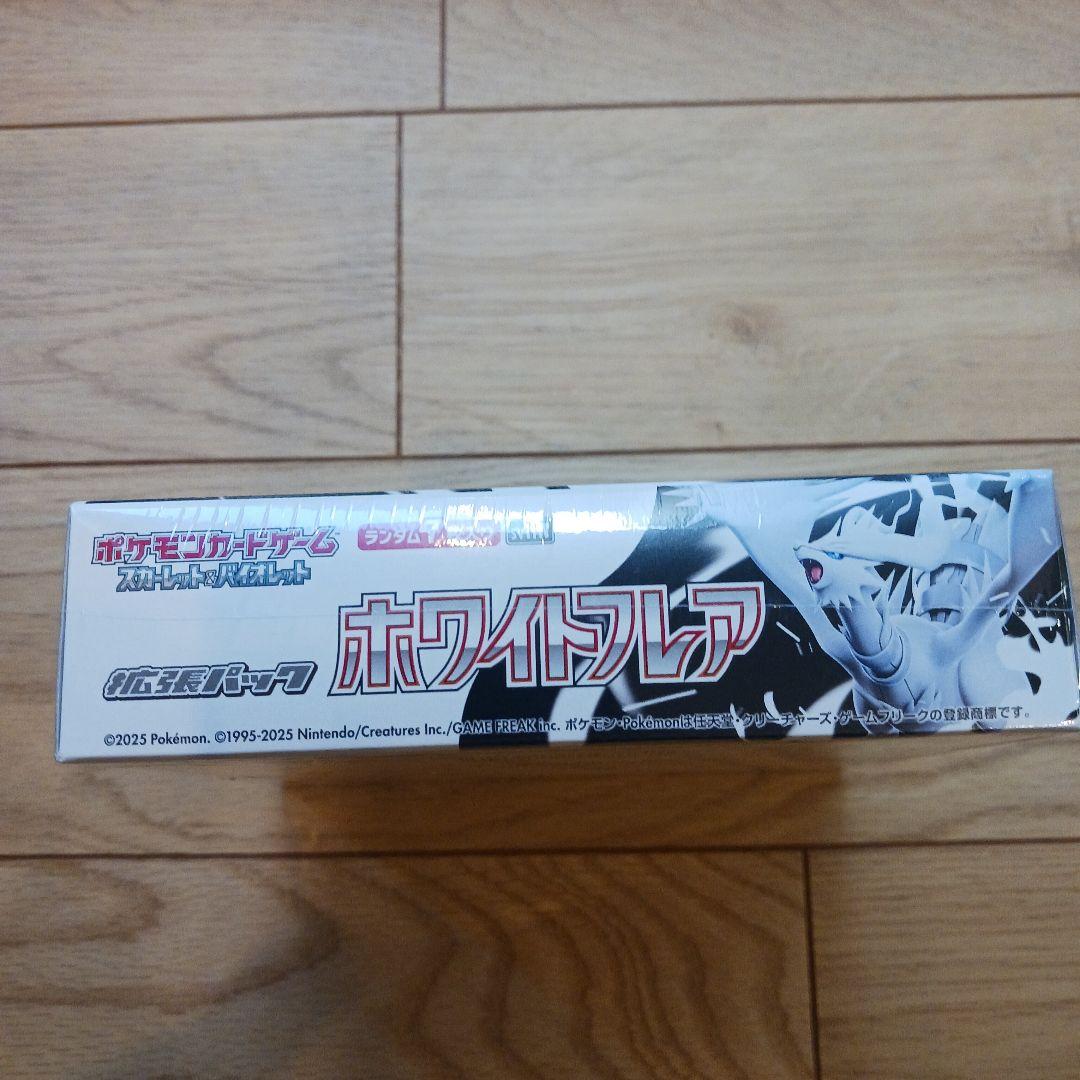 ポケモンカードゲーム
スカーレット&バイオレット
ランダム7
拡張パック
ホワイトフレア
©2025 Pokémon. ©1995-2025 Nintendo/Creatures Inc./GAME FREAK inc. ポケモン・Pokémonは任天堂・クリーチャーズ・ゲームフリークの登録商標です。